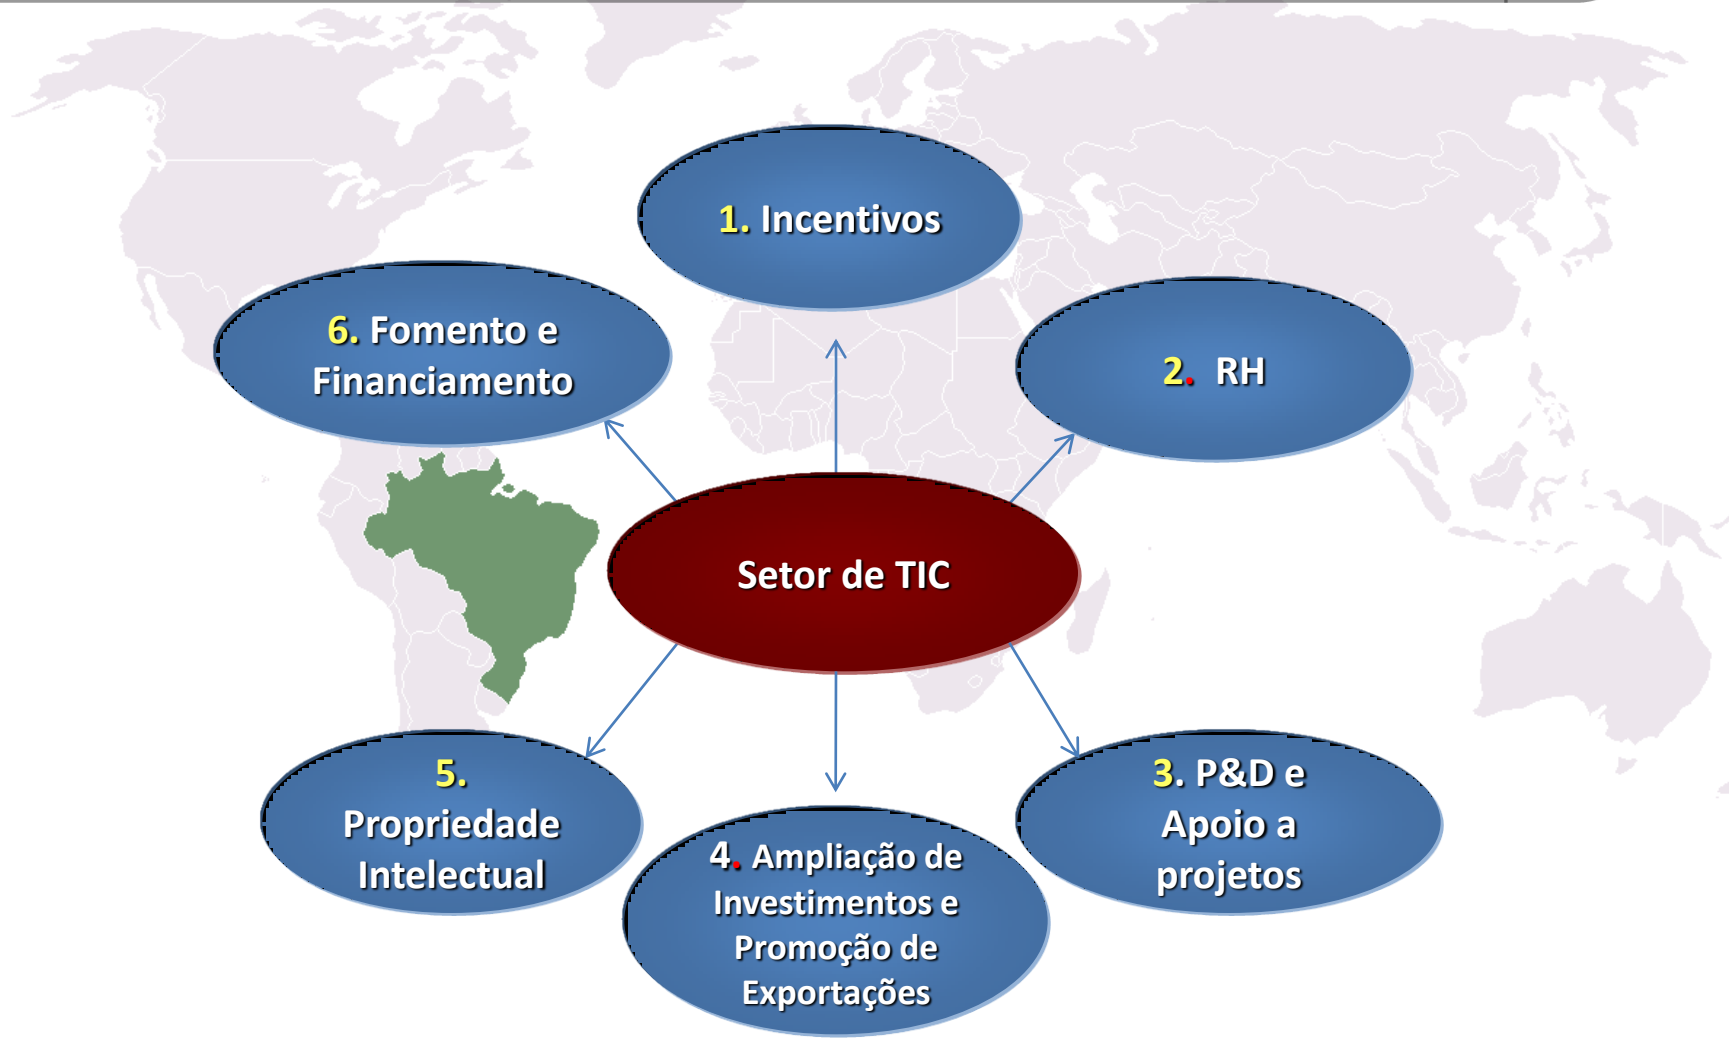 1. Incentivos
6. Fomento e
Financiamento
2. RH
Setor de TIC
5.
Propriedade
Intelectual
3. P&D e
Apoio a
projetos
4. Ampliação de
Investimentos e
Promoção de
Exportações